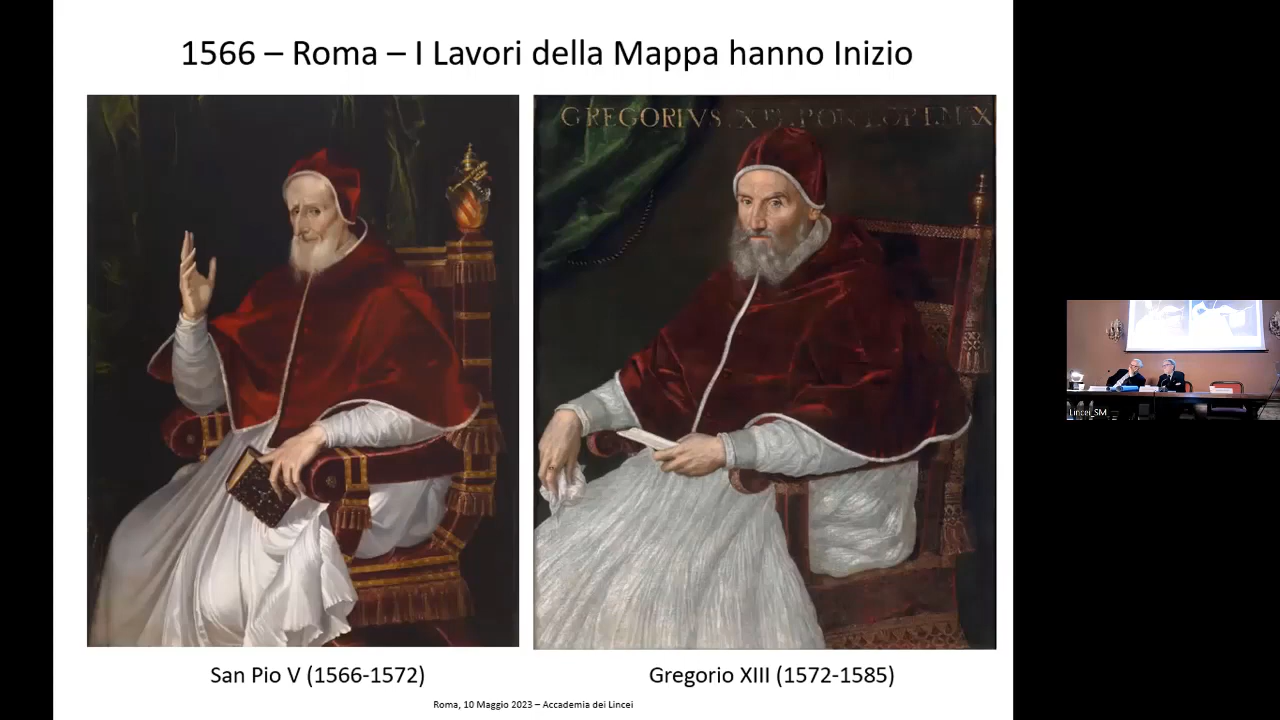 1566 – Roma – I Lavori della Mappa hanno Inizio
GREGORIVS
San Pio V (1566-1572)
Gregorio XIII (1572-1585)
Roma, 10 Maggio 2023 – Accademia dei Lincei
Lincei_SM